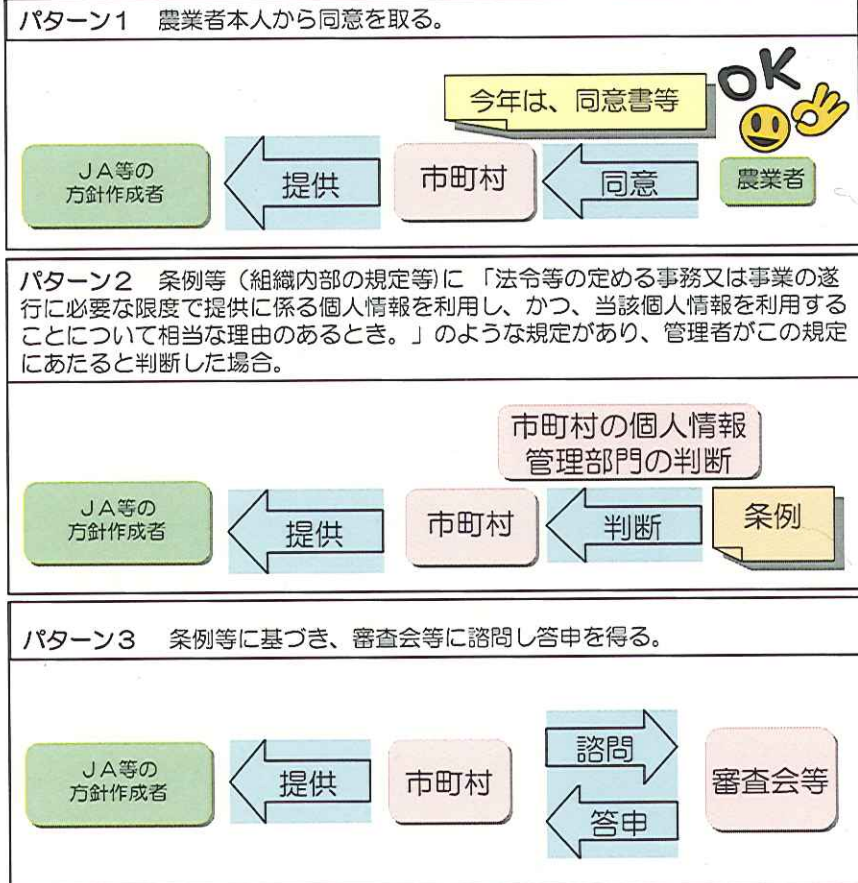 パターン1　農業者本人から同意を取る。
今年は、同意書等
OK
JA等の
方針作成者
提供
市町村
同意
農業者
パターン2　条例等（組織内部の規定等）に「法令等の定める事務又は事業の遂
行に必要な限度で提供に係る個人情報を利用し、かつ、当該個人情報を利用する
ことについて相当な理由のあるとき。」のような規定があり、管理者がこの規定
にあたると判断した場合。
市町村の個人情報
管理部門の判断
JA等の
方針作成者
提供
市町村
判断
条例
パターン3　条例等に基づき、審査会等に諮問し答申を得る。
JA等の
方針作成者
提供
市町村
諮問
答申
審査会等